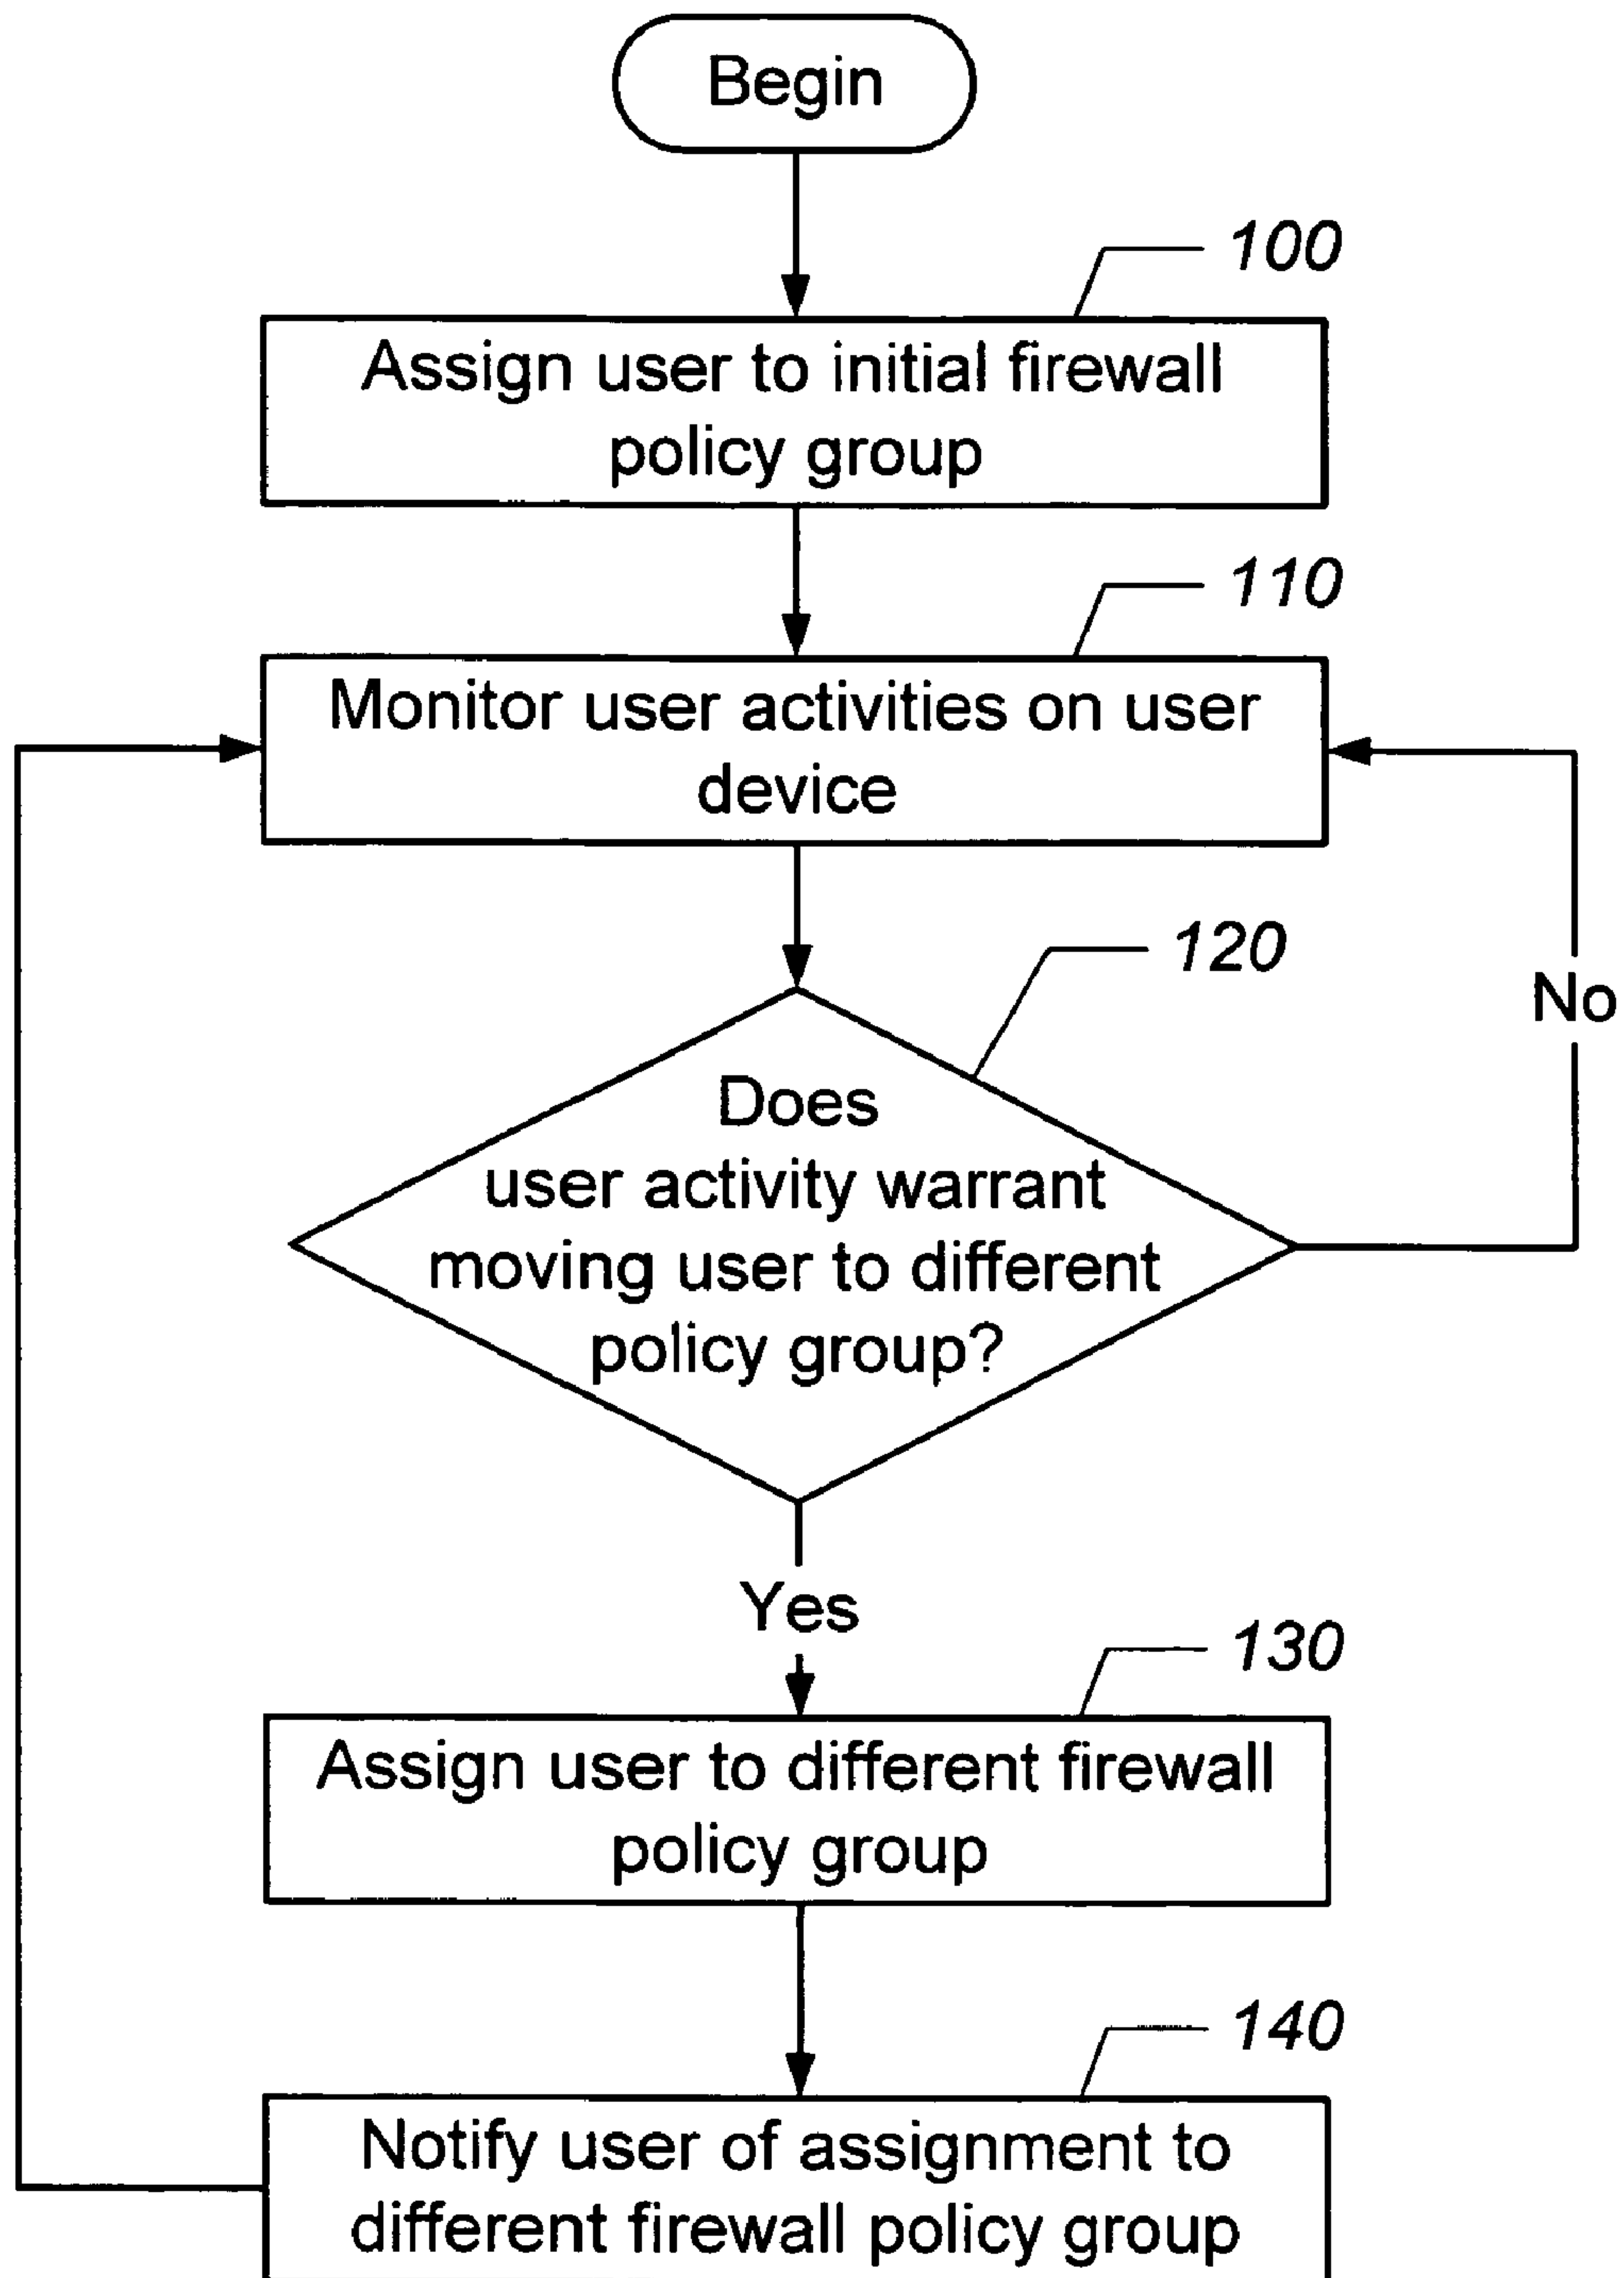 Begin
100
Assign user to initial firewall
policy group
110
Monitor user activities on user
device
120
No
Does
user activity warrant
moving user to different
policy group?
Yes
130
Assign user to different firewall
policy group
140
Notify user of assignment to
different firewall policy group